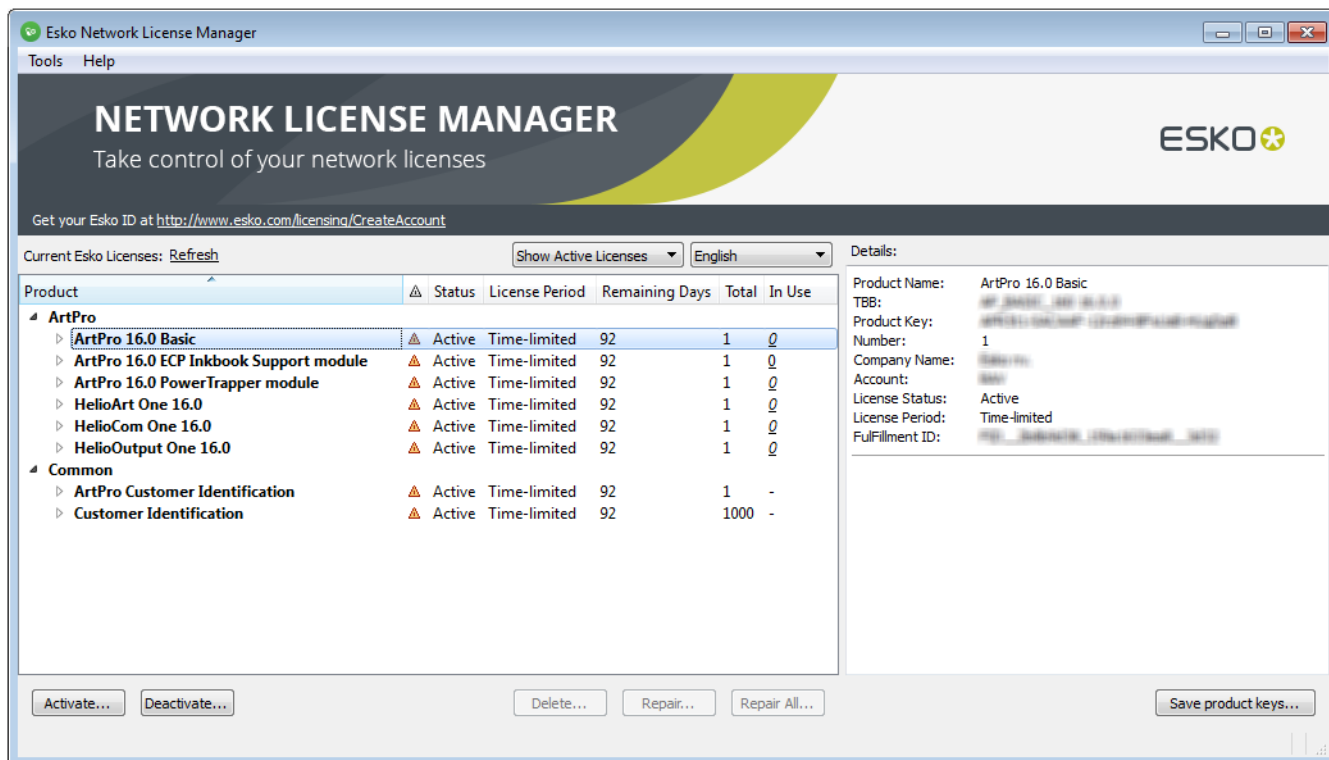 Esko Network License Manager
Tools Help
NETWORK LICENSE MANAGER
Take control of your network licenses
ESKO
Get your Esko ID at http://www.esko.com/licensing/CreateAccount
Current Esko Licenses: Refresh
Show Active Licenses
English
Product Status License Period Remaining Days Total In Use
ArtPro
ArtPro 16.0 Basic Active Time-limited 92 1 0
ArtPro 16.0 ECP Inkbook Support module Active Time-limited 92 1 0
ArtPro 16.0 PowerTrapper module Active Time-limited 92 1 0
HelioArt One 16.0 Active Time-limited 92 1 0
HelioCom One 16.0 Active Time-limited 92 1 0
HelioOutput One 16.0 Active Time-limited 92 1 0
Common
ArtPro Customer Identification Active Time-limited 92 1 -
Customer Identification Active Time-limited 92 1000 -
Details:
Product Name: ArtPro 16.0 Basic
TBB:
Product Key:
Number: 1
Company Name:
Account:
License Status: Active
License Period: Time-limited
FulFillment ID:
Activate...
Deactivate...
Delete...
Repair...
Repair All...
Save product keys...